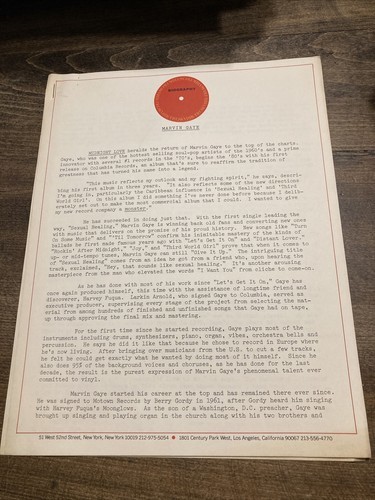 BIOGRAPHY
MARVIN GAYE
MIDNIGHT LOVE heralds the return of Marvin Gaye to the top of the charts.
Gaye, who was one of the hottest selling soul-pop artists of the 1960's and a prime
innovator with several #1 records in the '70's, begins the '80's with his first
release on Columbia Records, an album that's sure to reaffirm the tradition of
greatness that has turned his name into a legend.
"This music reflects my outlook and my fighting spirit," he says, describ-
ing his first album in three years. "It also reflects some of the new directions
I'm going in, particularly the Caribbean influence in 'Sexual Healing' and 'Third
World Girl'. On this album I did something I've never done before because I delib-
erately set out to make the most commercial album that I could. I wanted to give
my new record company a monster."
He has succeeded in doing just that. With the first single leading the
way, "Sexual Healing," Marvin Gaye is winning back old fans and converting new ones
with music that delivers on the promise of his proud history. New songs like "Turn
On Some Music" and "Til Tomorrow" confirm his inimitable mastery of the kinds of
ballads he first made famous years ago with "Let's Get It On" and "Distant Lover."
"Rockin' After Midnight," "Joy," and "Third World Girl" prove that when it comes to
up- or mid-tempo tunes, Marvin Gaye can still "Give It Up." The intriguing title
of "Sexual Healing" comes from an idea he got from a friend who, upon hearing the
track, exclaimed, "Hey, that sounds like sexual healing." It's another arousing
masterpiece from the man who elevated the words "I Want You" from cliche to come-on.
As he has done with most of his work since "Let's Get It On," Gaye has
once again produced himself, this time with the assistance of longtime friend and
discoverer, Harvey Fuqua. Larkin Arnold, who signed Gaye to Columbia, served as
executive producer, supervising every stage of the project from selecting the mat-
erial from among hundreds of finished and unfinished songs that Gaye had on tape,
up through approving the final mix and mastering.
For the first time since he started recording, Gaye plays most of the
instruments including drums, synthesizers, piano, organ, vibes, orchestra bells and
percussion. He says he did it like that because he chose to record in Europe where
he's now living. After bringing over musicians from the U.S. to cut a few tracks,
he felt he could get exactly what he wanted by doing most of it himself. Since he
also does 95% of the background voices and choruses, as he has done for the last
decade, the result is the purest expression of Marvin Gaye's phenomenal talent ever
committed to vinyl.
Marvin Gaye started his career at the top and has remained there ever since.
He was signed to Motown Records by Berry Gordy in 1961, after Gordy heard him singing
with Harvey Fuqua's Moonglows. As the son of a Washington, D.C. preacher, Gaye was
brought up singing and playing organ in the church along with his two brothers and
51 West 52nd Street, New York, New York 10019 212-975-5054 • 1801 Century Park West, Los Angeles, California 90067 213-556-4770